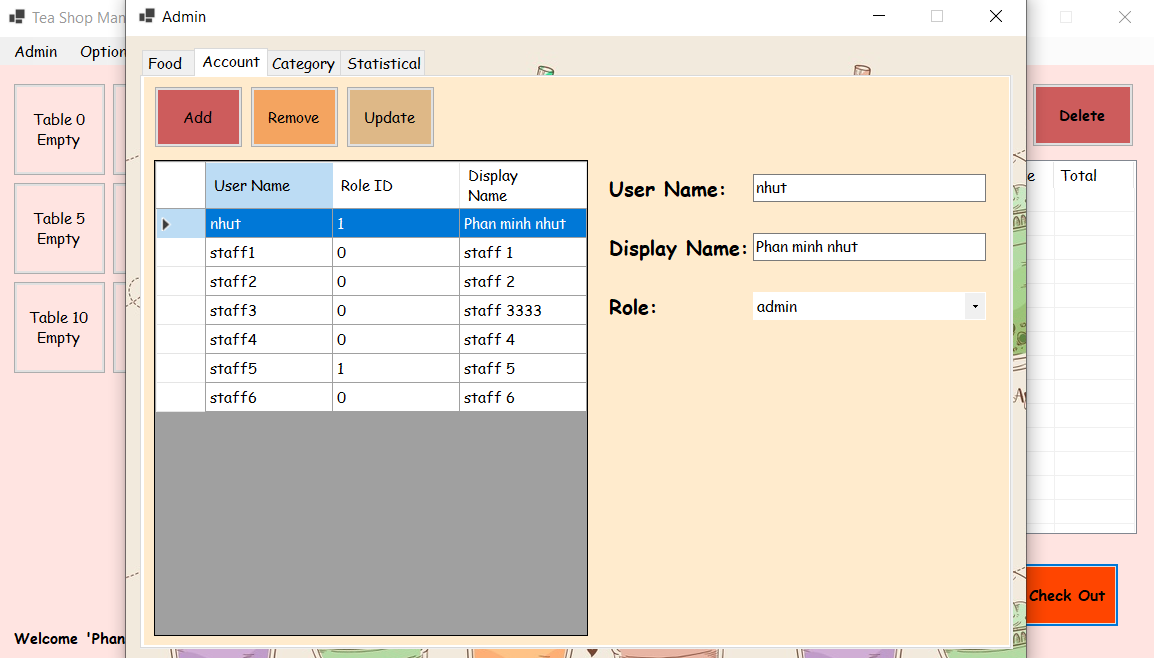 Tea Shop Man
Admin
Admin Option
Food Account Category Statistical
Add Remove Update
Delete
Table 0
Empty
Table 5
Empty
Table 10
Empty
User Name Role ID Display Name
nhut 1 Phan minh nhut
staff1 0 staff 1
staff2 0 staff 2
staff3 0 staff 3333
staff4 0 staff 4
staff5 1 staff 5
staff6 0 staff 6
User Name: nhut
Display Name: Phan minh nhut
Role: admin
e Total
Check Out
Welcome 'Phan